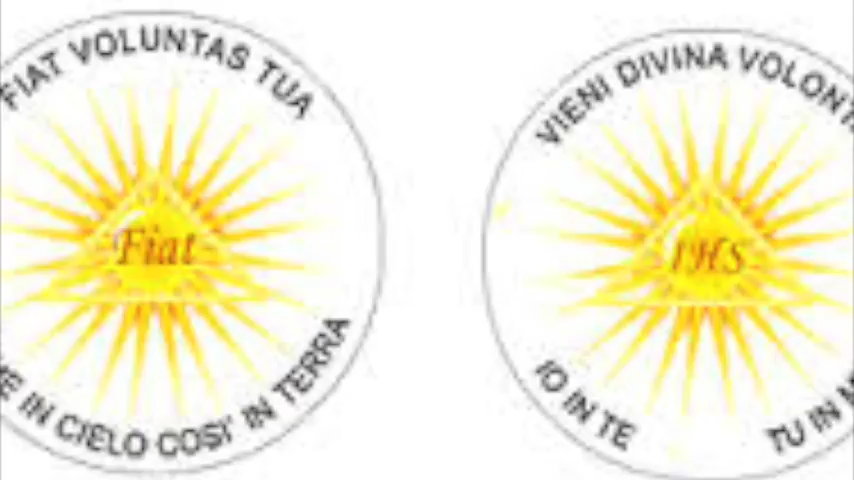 FIAT VOLUNTAS TUA
Fiat
IN CIELO COSI' IN TERRA
VIENI DIVINA
IHS
IO IN TE
TU IN